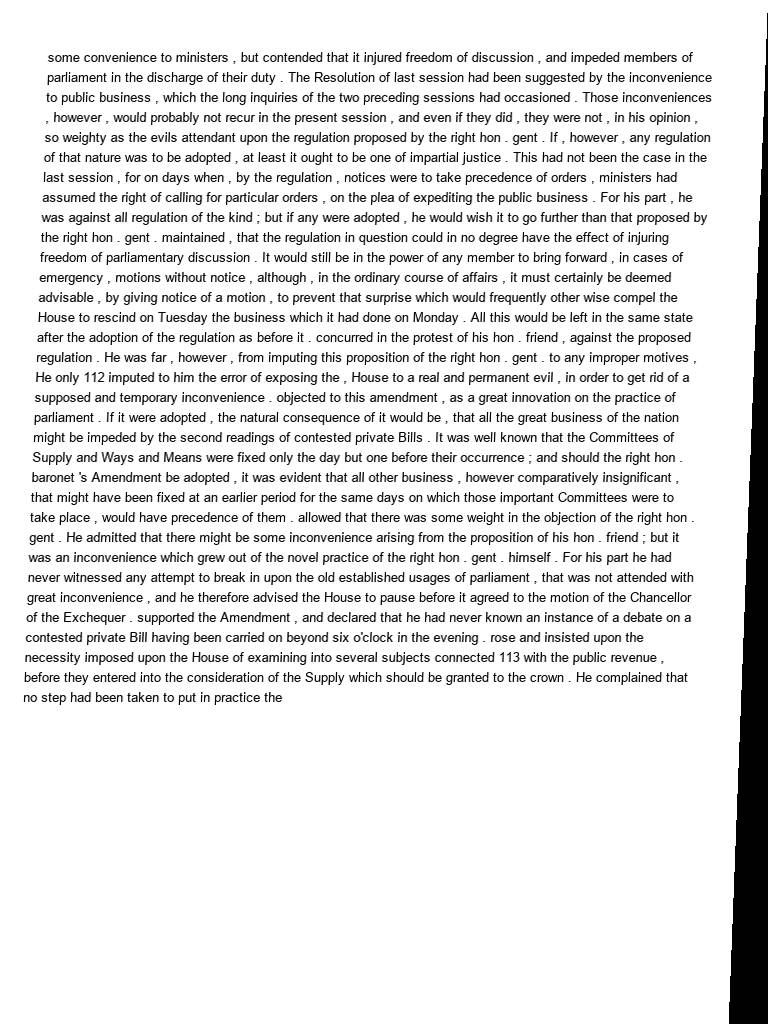 some convenience to ministers , but contended that it injured freedom of discussion , and impeded members of
parliament in the discharge of their duty . The Resolution of last session had been suggested by the inconvenience
to public business , which the long inquiries of the two preceding sessions had occasioned . Those inconveniences
, however , would probably not recur in the present session , and even if they did , they were not , in his opinion ,
so weighty as the evils attendant upon the regulation proposed by the right hon . gent . If , however , any regulation
of that nature was to be adopted , at least it ought to be one of impartial justice . This had not been the case in the
last session , for on days when , by the regulation , notices were to take precedence of orders , ministers had
assumed the right of calling for particular orders , on the plea of expediting the public business . For his part , he
was against all regulation of the kind ; but if any were adopted , he would wish it to go further than that proposed by
the right hon . gent . maintained , that the regulation in question could in no degree have the effect of injuring
freedom of parliamentary discussion . It would still be in the power of any member to bring forward , in cases of
emergency , motions without notice , although , in the ordinary course of affairs , it must certainly be deemed
advisable , by giving notice of a motion , to prevent that surprise which would frequently other wise compel the
House to rescind on Tuesday the business which it had done on Monday . All this would be left in the same state
after the adoption of the regulation as before it . concurred in the protest of his hon . friend , against the proposed
regulation . He was far , however , from imputing this proposition of the right hon . gent . to any improper motives ,
He only 112 imputed to him the error of exposing the , House to a real and permanent evil , in order to get rid of a
supposed and temporary inconvenience . objected to this amendment , as a great innovation on the practice of
parliament . If it were adopted , the natural consequence of it would be , that all the great business of the nation
might be impeded by the second readings of contested private Bills . It was well known that the Committees of
Supply and Ways and Means were fixed only the day but one before their occurrence ; and should the right hon .
baronet 's Amendment be adopted , it was evident that all other business , however comparatively insignificant ,
that might have been fixed at an earlier period for the same days on which those important Committees were to
take place , would have precedence of them . allowed that there was some weight in the objection of the right hon .
gent . He admitted that there might be some inconvenience arising from the proposition of his hon . friend ; but it
was an inconvenience which grew out of the novel practice of the right hon . gent . himself . For his part he had
never witnessed any attempt to break in upon the old established usages of parliament , that was not attended with
great inconvenience , and he therefore advised the House to pause before it agreed to the motion of the Chancellor
of the Exchequer . supported the Amendment , and declared that he had never known an instance of a debate on a
contested private Bill having been carried on beyond six o'clock in the evening . rose and insisted upon the
necessity imposed upon the House of examining into several subjects connected 113 with the public revenue ,
before they entered into the consideration of the Supply which should be granted to the crown . He complained that
no step had been taken to put in practice the